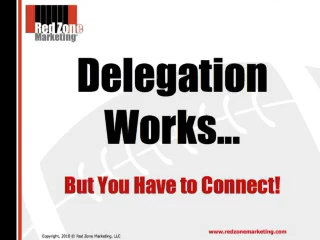 Red Zone
Marketing
Delegation
Works...
But You Have to Connect!
Copyright, 2010 @ Red Zone Marketing, LLC
www.redzonemarketing.com